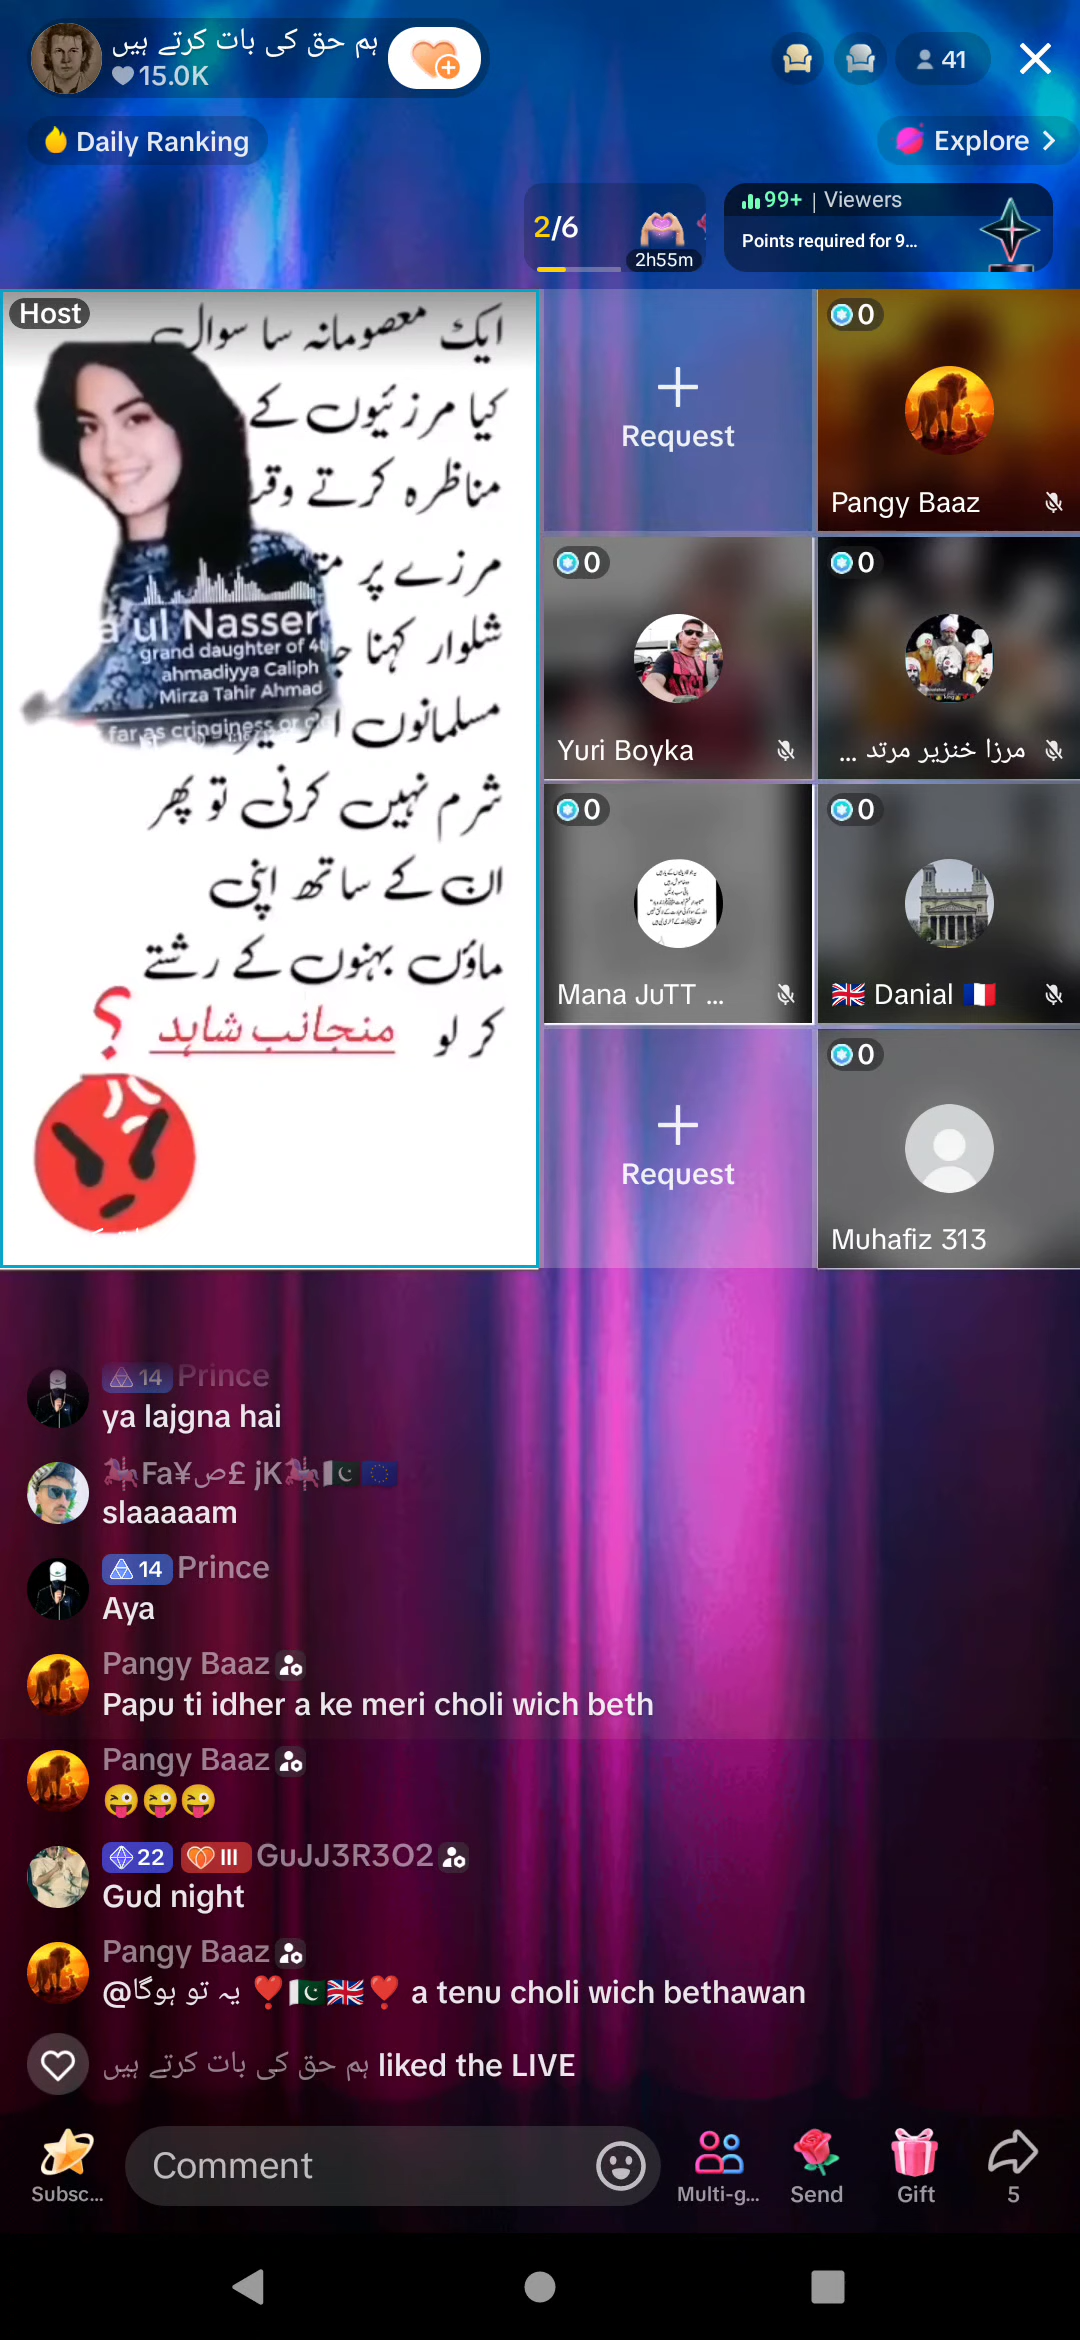 ہم حق کی بات کرتے ہیں
15.0K
41
Daily Ranking
Explore
2/6
2h55m
99+ | Viewers
Points required for 9...
Host
ایک معصومانہ سا سوال
کیا مرزئیوں کے
مناظرہ کرتے وقت
مرزے پر
شلوار کہنا
مسلمانوں اگر
شرم نہیں کرنی تو پھر
ان کے ساتھ اپنی
ماؤں بہنوں کے رشتے
کر لو منجانب شاہد ؟
ul Nasser
grand daughter of 4
ahmadiyya Caliph
Mirza Tahir Ahmad
far as cringiness or
Request
0
Pangy Baaz
0
Yuri Boyka
0
مرزا خنزیر مرتد ...
0
Mana JuTT ...
0
🇬🇧 Danial 🇫🇷
Request
0
Muhafiz 313
14 Prince
ya lajgna hai
🎠Fa¥ص£ jK🎠🇵🇰🇪🇺
slaaaaam
14 Prince
Aya
Pangy Baaz
Papu ti idher a ke meri choli wich beth
Pangy Baaz
😜😜😜
22 III GuJJ3R3O2
Gud night
Pangy Baaz
@یہ تو ہوگا ❣️🇵🇰🇬🇧❣️ a tenu choli wich bethawan
ہم حق کی بات کرتے ہیں liked the LIVE
Subsc...
Comment
Multi-g...
Send
Gift
5